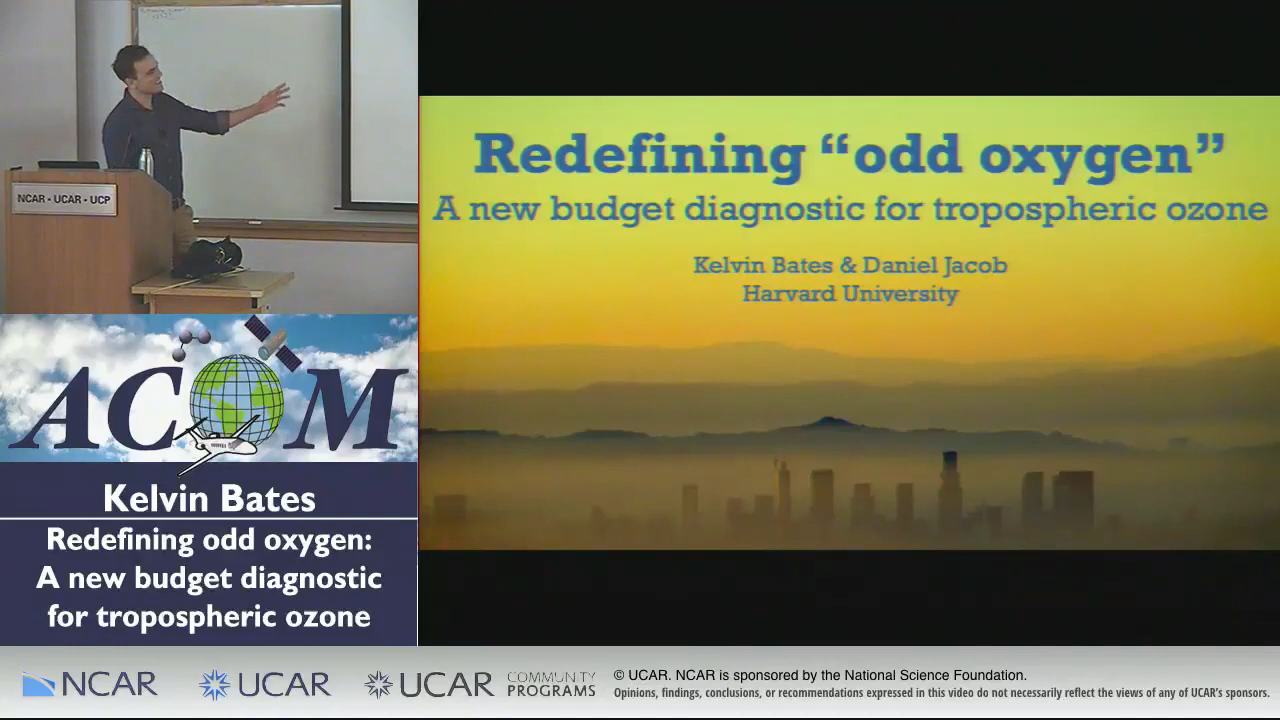 NCAR • UCAR • UCP
Redefining “odd oxygen”
A new budget diagnostic for tropospheric ozone
Kelvin Bates & Daniel Jacob
Harvard University
ACOM
Kelvin Bates
Redefining odd oxygen:
A new budget diagnostic
for tropospheric ozone
NCAR
UCAR
UCAR
COMMUNITY
PROGRAMS
© UCAR. NCAR is sponsored by the National Science Foundation.
Opinions, findings, conclusions, or recommendations expressed in this video do not necessarily reflect the views of any of UCAR's sponsors.